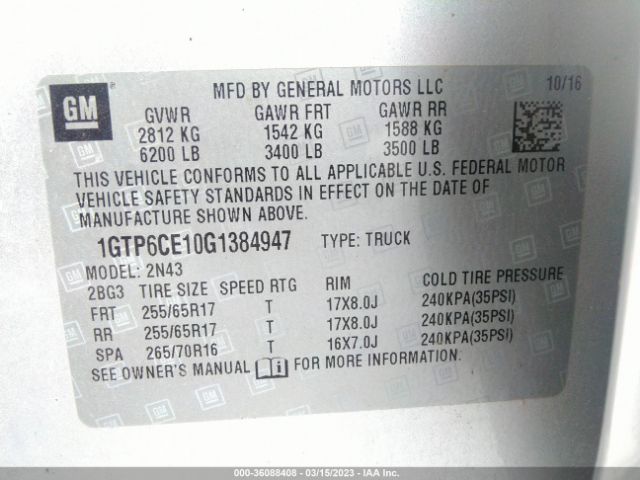 GM
MFD BY GENERAL MOTORS LLC 10/16
GVWR GAWR FRT GAWR RR
2812 KG 1542 KG 1588 KG
6200 LB 3400 LB 3500 LB
THIS VEHICLE CONFORMS TO ALL APPLICABLE U.S. FEDERAL MOTOR
VEHICLE SAFETY STANDARDS IN EFFECT ON THE DATE OF
MANUFACTURE SHOWN ABOVE.
1GTP6CE10G1384947 TYPE: TRUCK
MODEL: 2N43
2BG3 TIRE SIZE SPEED RTG RIM COLD TIRE PRESSURE
FRT 255/65R17 T 17X8.0J 240KPA(35PSI)
RR 255/65R17 T 17X8.0J 240KPA(35PSI)
SPA 265/70R16 T 16X7.0J 240KPA(35PSI)
SEE OWNER'S MANUAL i FOR MORE INFORMATION.
000-36088408 - 03/15/2023 - IAA Inc.